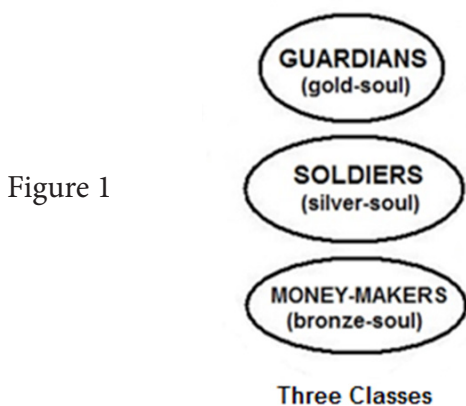 GUARDIANS
(gold-soul)
SOLDIERS
(silver-soul)
Figure 1
MONEY-MAKERS
(bronze-soul)
Three Classes